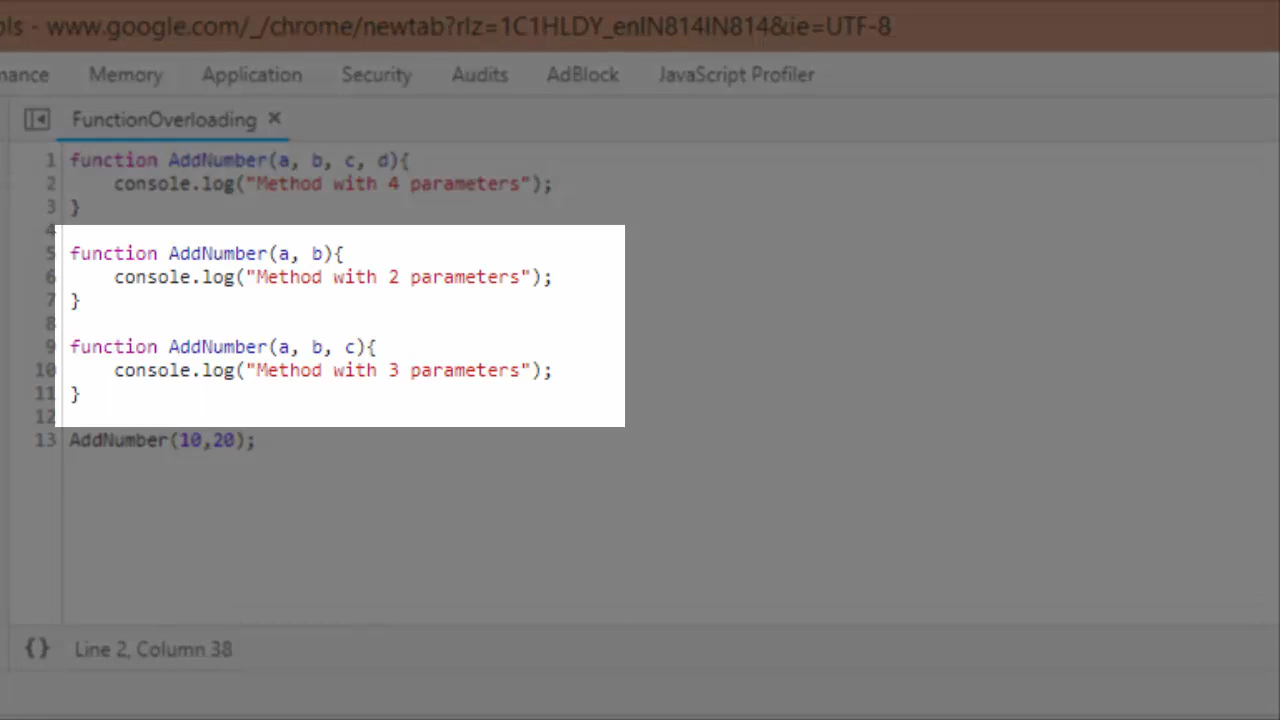 ols - www.google.com/_/chrome/newtab?rlz=1C1HLDY_enIN814IN814&ie=UTF-8
mance Memory Application Security Audits AdBlock JavaScript Profiler
FunctionOverloading ×
1 function AddNumber(a, b, c, d){
2 console.log("Method with 4 parameters");
3 }
4
5 function AddNumber(a, b){
6 console.log("Method with 2 parameters");
7 }
8
9 function AddNumber(a, b, c){
10 console.log("Method with 3 parameters");
11 }
12
13 AddNumber(10,20);
{} Line 2, Column 38